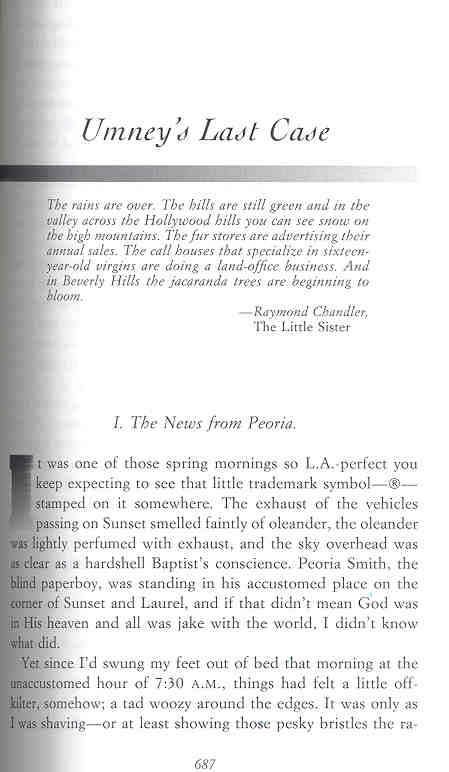 Umney's Last Case
The rains are over. The hills are still green and in the
valley across the Hollywood hills you can see snow on
the high mountains. The fur stores are advertising their
annual sales. The call houses that specialize in sixteen-
year-old virgins are doing a land-office business. And
in Beverly Hills the jacaranda trees are beginning to
bloom.
—Raymond Chandler,
The Little Sister
I. The News from Peoria.
It was one of those spring mornings so L.A.-perfect you
keep expecting to see that little trademark symbol—®—
stamped on it somewhere. The exhaust of the vehicles
passing on Sunset smelled faintly of oleander, the oleander
was lightly perfumed with exhaust, and the sky overhead was
as clear as a hardshell Baptist's conscience. Peoria Smith, the
blind paperboy, was standing in his accustomed place on the
corner of Sunset and Laurel, and if that didn't mean God was
in His heaven and all was jake with the world, I didn't know
what did.
Yet since I'd swung my feet out of bed that morning at the
unaccustomed hour of 7:30 A.M., things had felt a little off-
kilter, somehow; a tad woozy around the edges. It was only as
I was shaving—or at least showing those pesky bristles the ra-
687